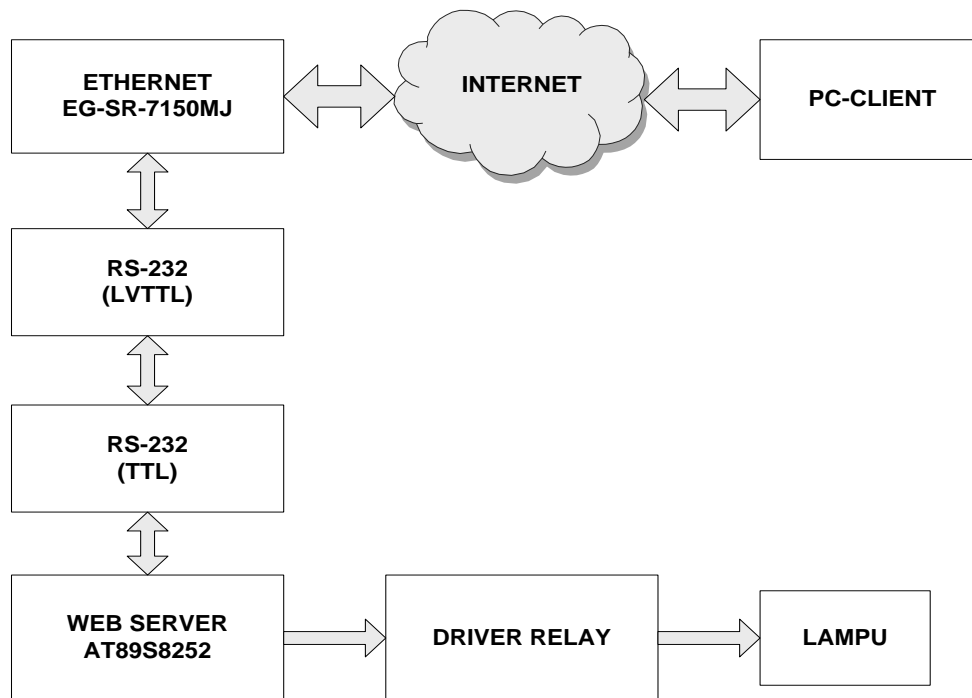 ETHERNET
EG-SR-7150MJ
INTERNET
PC-CLIENT
RS-232
(LVTTL)
RS-232
(TTL)
WEB SERVER
AT89S8252
DRIVER RELAY
LAMPU